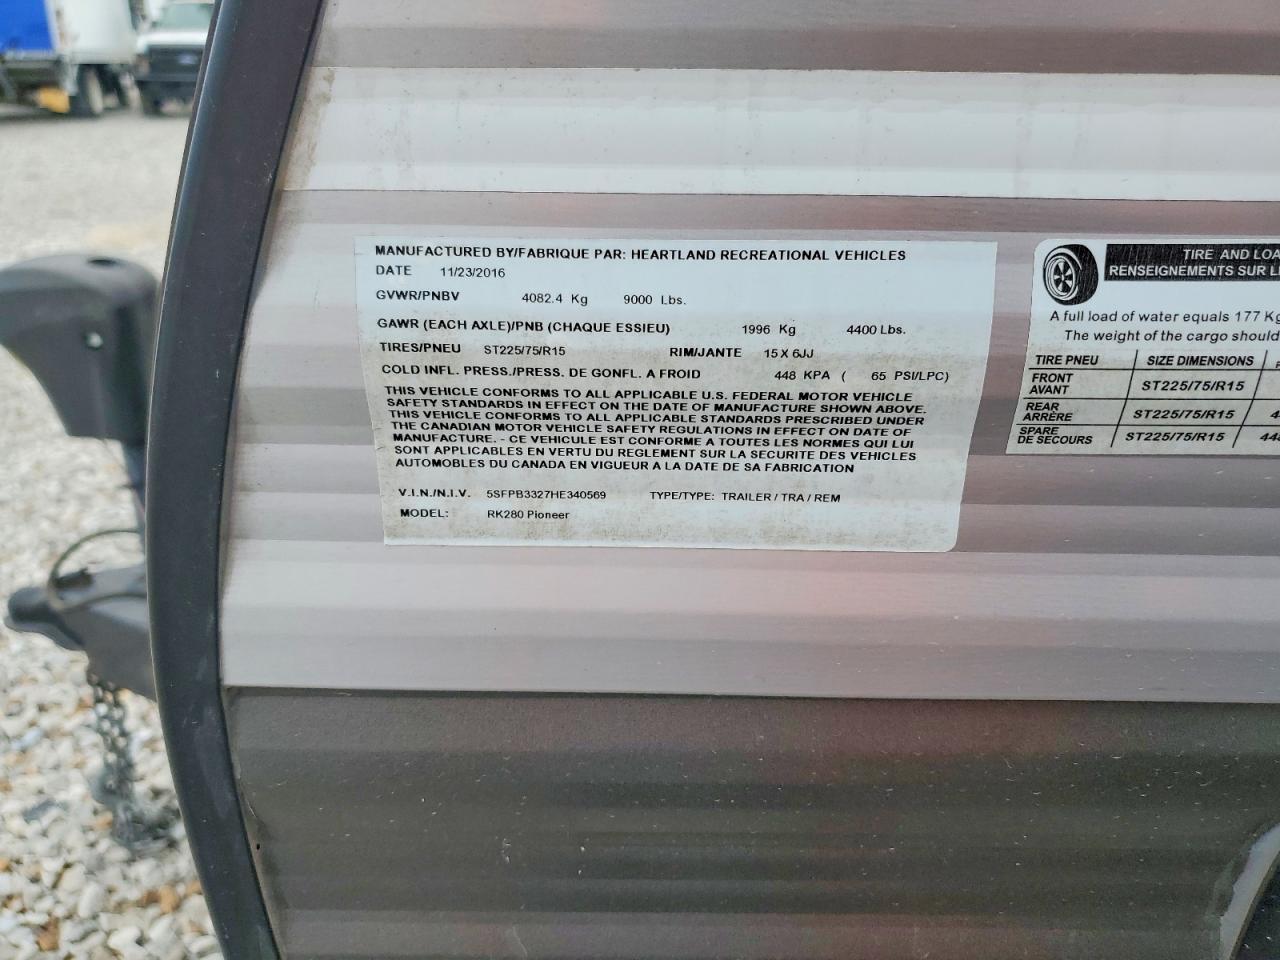 MANUFACTURED BY/FABRIQUE PAR: HEARTLAND RECREATIONAL VEHICLES
DATE 11/23/2016
GVWR/PNBV 4082.4 Kg 9000 Lbs.
GAWR (EACH AXLE)/PNB (CHAQUE ESSIEU) 1996 Kg 4400 Lbs.
TIRES/PNEU ST225/75/R15 RIM/JANTE 15 X 6JJ
COLD INFL. PRESS./PRESS. DE GONFL. A FROID 448 KPA ( 65 PSI/LPC)
THIS VEHICLE CONFORMS TO ALL APPLICABLE U.S. FEDERAL MOTOR VEHICLE
SAFETY STANDARDS IN EFFECT ON THE DATE OF MANUFACTURE SHOWN ABOVE.
THIS VEHICLE CONFORMS TO ALL APPLICABLE STANDARDS PRESCRIBED UNDER
THE CANADIAN MOTOR VEHICLE SAFETY REGULATIONS IN EFFECT ON DATE OF
MANUFACTURE. - CE VEHICULE EST CONFORME A TOUTES LES NORMES QUI LUI
SONT APPLICABLES EN VERTU DU REGLEMENT SUR LA SECURITE DES VEHICLES
AUTOMOBLES DU CANADA EN VIGUEUR A LA DATE DE SA FABRICATION
V.I.N./N.I.V. 5SFPB3327HE340569 TYPE/TYPE: TRAILER / TRA / REM
MODEL: RK280 Pioneer
TIRE AND LOA
RENSEIGNEMENTS SUR L
A full load of water equals 177 Kg
The weight of the cargo should
TIRE PNEU SIZE DIMENSIONS
FRONT
AVANT ST225/75/R15
REAR
ARRÈRE ST225/75/R15
SPARE
DE SECOURS ST225/75/R15 448